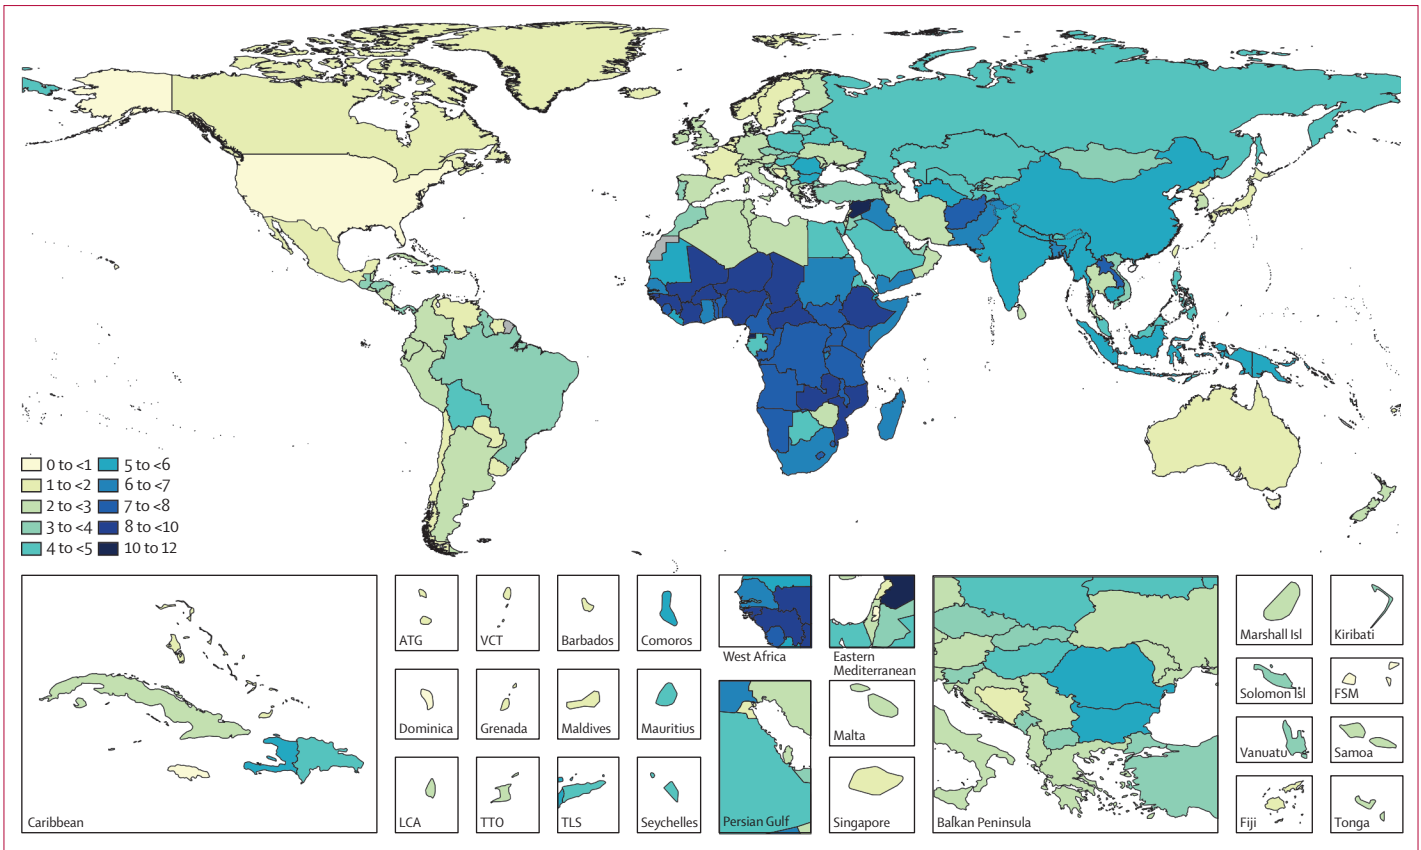 0 to <1
1 to <2
2 to <3
3 to <4
4 to <5
5 to <6
6 to <7
7 to <8
8 to <10
10 to 12
Caribbean
ATG
VCT
Barbados
Comoros
West Africa
Eastern
Mediterranean
Dominica
Grenada
Maldives
Mauritius
Malta
LCA
TTO
TLS
Seychelles
Persian Gulf
Singapore
Balkan Peninsula
Marshall Isl
Kiribati
Solomon Isl
FSM
Vanuatu
Samoa
Fiji
Tonga